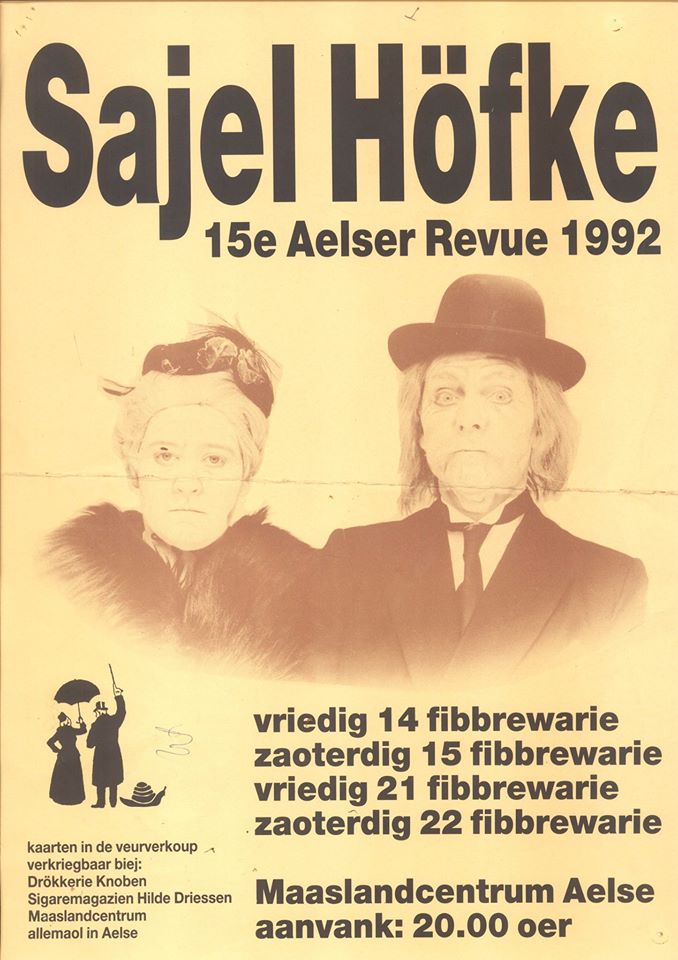 Sajel Höfke
15e Aelser Revue 1992
vriedig 14 fibbrewarie
zaoterdig 15 fibbrewarie
vriedig 21 fibbrewarie
zaoterdig 22 fibbrewarie
kaarten in de veurverkoup
verkriegbaar biej:
Drökkerie Knoben
Sigaremagazien Hilde Driessen
Maaslandcentrum
allemaol in Aelse
Maaslandcentrum Aelse
aanvank: 20.00 oer